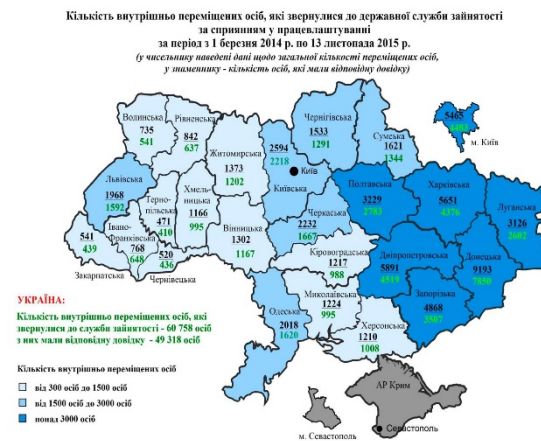 Кількість внутрішньо переміщених осіб, які звернулися до державної служби зайнятості
за сприянням у працевлаштуванні
за період з 1 березня 2014 р. по 13 листопада 2015 р.
(у чисельнику наведені дані щодо загальної кількості переміщених осіб,
у знаменнику - кількість осіб, які мали відповідну довідку)
Волинська
735
541
Рівненська
842
637
Житомирська
1373
1202
2594
2218
Київ
Київська
Чернігівська
1533
1291
Сумська
1621
1344
5465
4483
м. Київ
Львівська
1968
1592
Терно-
пільська
471
410
Хмель-
ницька
1166
995
Вінницька
1302
1167
Черкаська
2232
1667
Полтавська
3229
2783
Харківська
5651
4376
Луганська
3126
2602
541
439
Закарпатська
Івано-
Франківська
768
648
520
436
Чернівецька
Кіровоградська
1217
988
Дніпропетровська
5891
4519
Донецька
9193
7850
Запорізька
4868
3507
Миколаївська
1224
995
Одеська
2018
1620
Херсонська
1210
1008
АР Крим
Севастополь
м. Севастополь
УКРАЇНА:
Кількість внутрішньо переміщених осіб, які
звернулися до служби зайнятості - 60 758 осіб
з них мали відповідну довідку - 49 318 осіб
Кількість внутрішньо переміщених осіб
від 300 осіб до 1500 осіб
від 1500 осіб до 3000 осіб
понад 3000 осіб